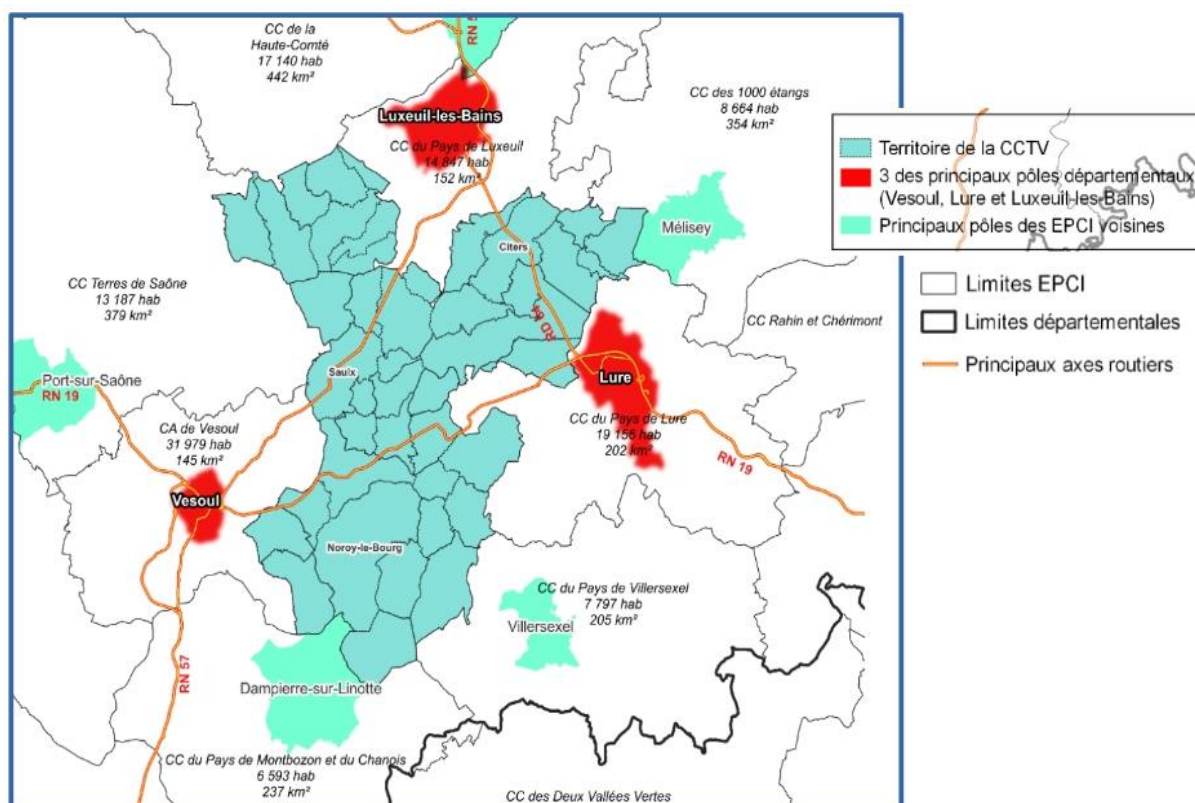 CC de la
Haute-Comté
17 140 hab
442 km²
RN 5
Luxeuil-les-Bains
CC du Pays de Luxeuil
14 847 hab
152 km²
CC des 1000 étangs
8 664 hab
354 km²
Mélisey
Citers
RD 64
CC Terres de Saône
13 187 hab
379 km²
Port-sur-Saône
RN 19
Saulx
CA de Vesoul
31 979 hab
145 km²
Vesoul
Lure
CC du Pays de Lure
19 156 hab
202 km²
RN 19
CC Rahin et Chérimont
Noroy-le-Bourg
CC du Pays de Villersexel
7 797 hab
205 km²
Villersexel
Dampierre-sur-Linotte
RN 57
CC du Pays de Montbozon et du Chanois
6 593 hab
237 km²
CC des Deux Vallées Vertes
Territoire de la CCTV
3 des principaux pôles départementaux
(Vesoul, Lure et Luxeuil-les-Bains)
Principaux pôles des EPCI voisines
Limites EPCI
Limites départementales
Principaux axes routiers